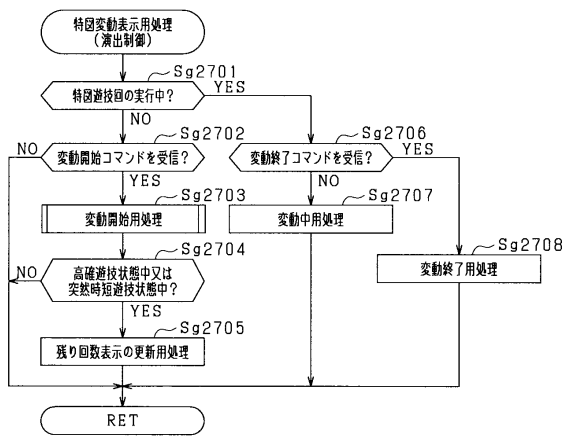 特図変動表示用処理
(演出制御)
Sg2701
特図遊技回の実行中?
YES
NO
Sg2702
変動開始コマンドを受信?
NO
YES
Sg2706
変動終了コマンドを受信?
YES
NO
Sg2703
変動開始用処理
Sg2707
変動中用処理
Sg2704
高確遊技状態中又は
突然時短遊技状態中?
NO
YES
Sg2708
変動終了用処理
Sg2705
残り回数表示の更新用処理
RET